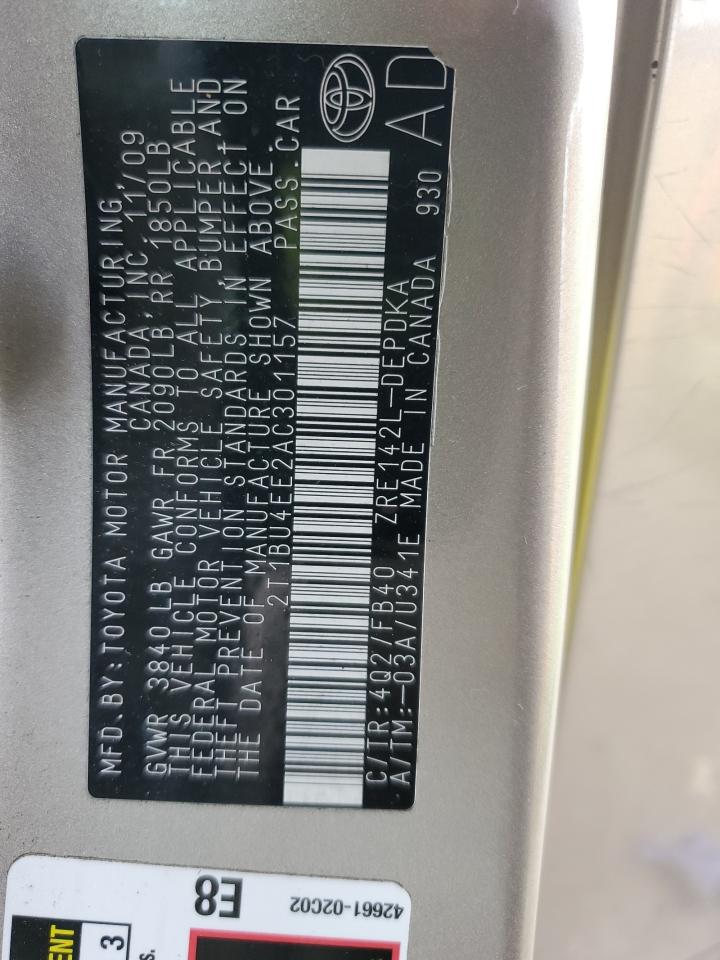 MFD.BY:TOYOTA MOTOR MANUFACTURING,
CANADA,INC. 11/09
GVWR 3840LB GAWR FR 2090LB RR 1850LB
THIS VEHICLE CONFORMS TO ALL APPLICABLE
FEDERAL MOTOR VEHICLE SAFETY,BUMPER,AND
THEFT PREVENTION STANDARDS IN EFFECT ON
THE DATE OF MANUFACTURE SHOWN ABOVE.
2T1BU4EE2AC301157 PASS.CAR
C/TR:4Q2/FB40 ZRE142L-DEPDKA
A/TM:-03A/U341E MADE IN CANADA 930 AD
E8
42661-02C02
ENT
3
s.